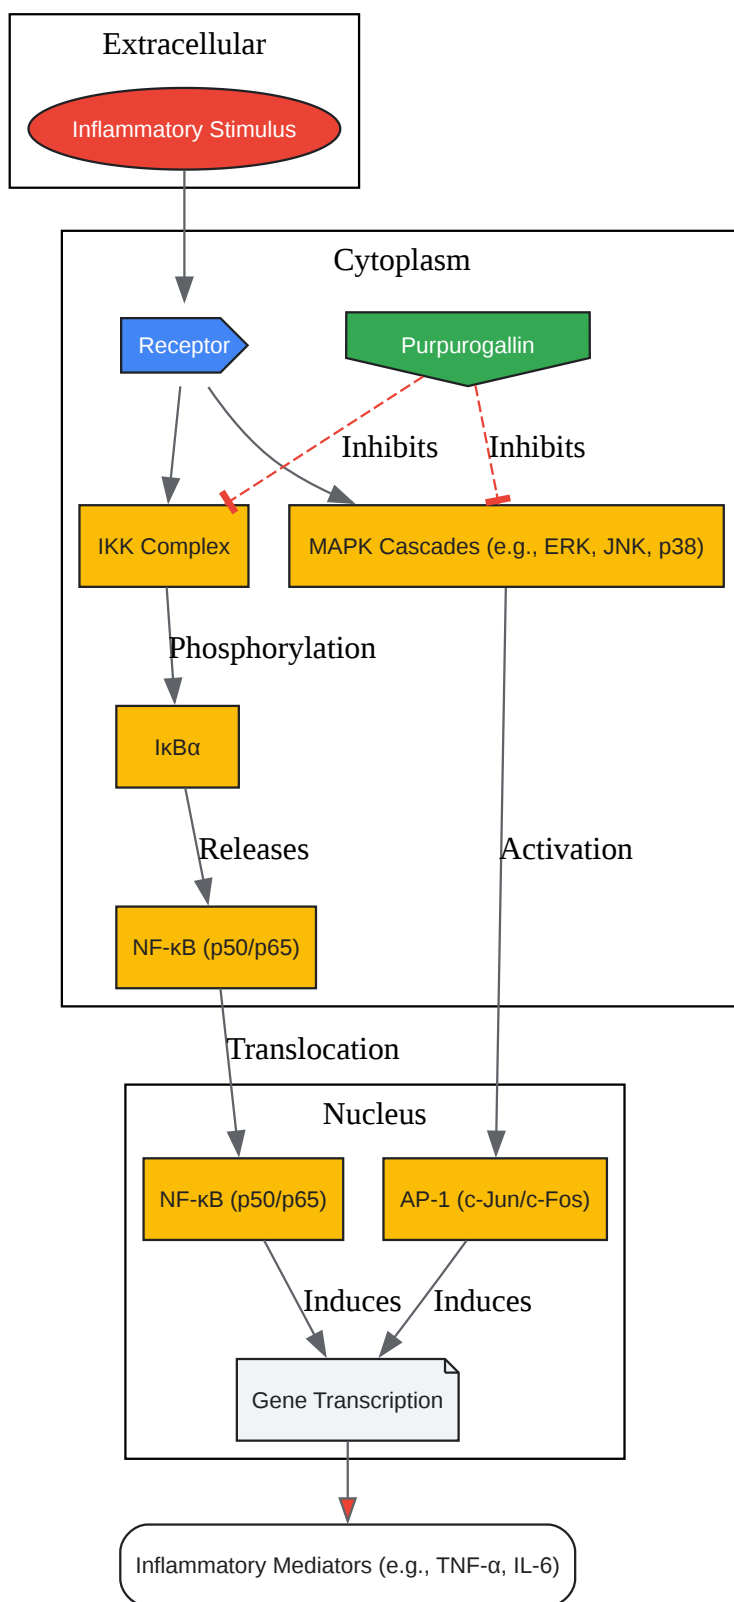 Extracellular
Inflammatory Stimulus
Cytoplasm
Receptor
Purpurogallin
Inhibits
Inhibits
IKK Complex
MAPK Cascades (e.g., ERK, JNK, p38)
Phosphorylation
IκBα
Releases
Activation
NF-κB (p50/p65)
Translocation
Nucleus
NF-κB (p50/p65)
AP-1 (c-Jun/c-Fos)
Induces
Induces
Gene Transcription
Inflammatory Mediators (e.g., TNF-α, IL-6)